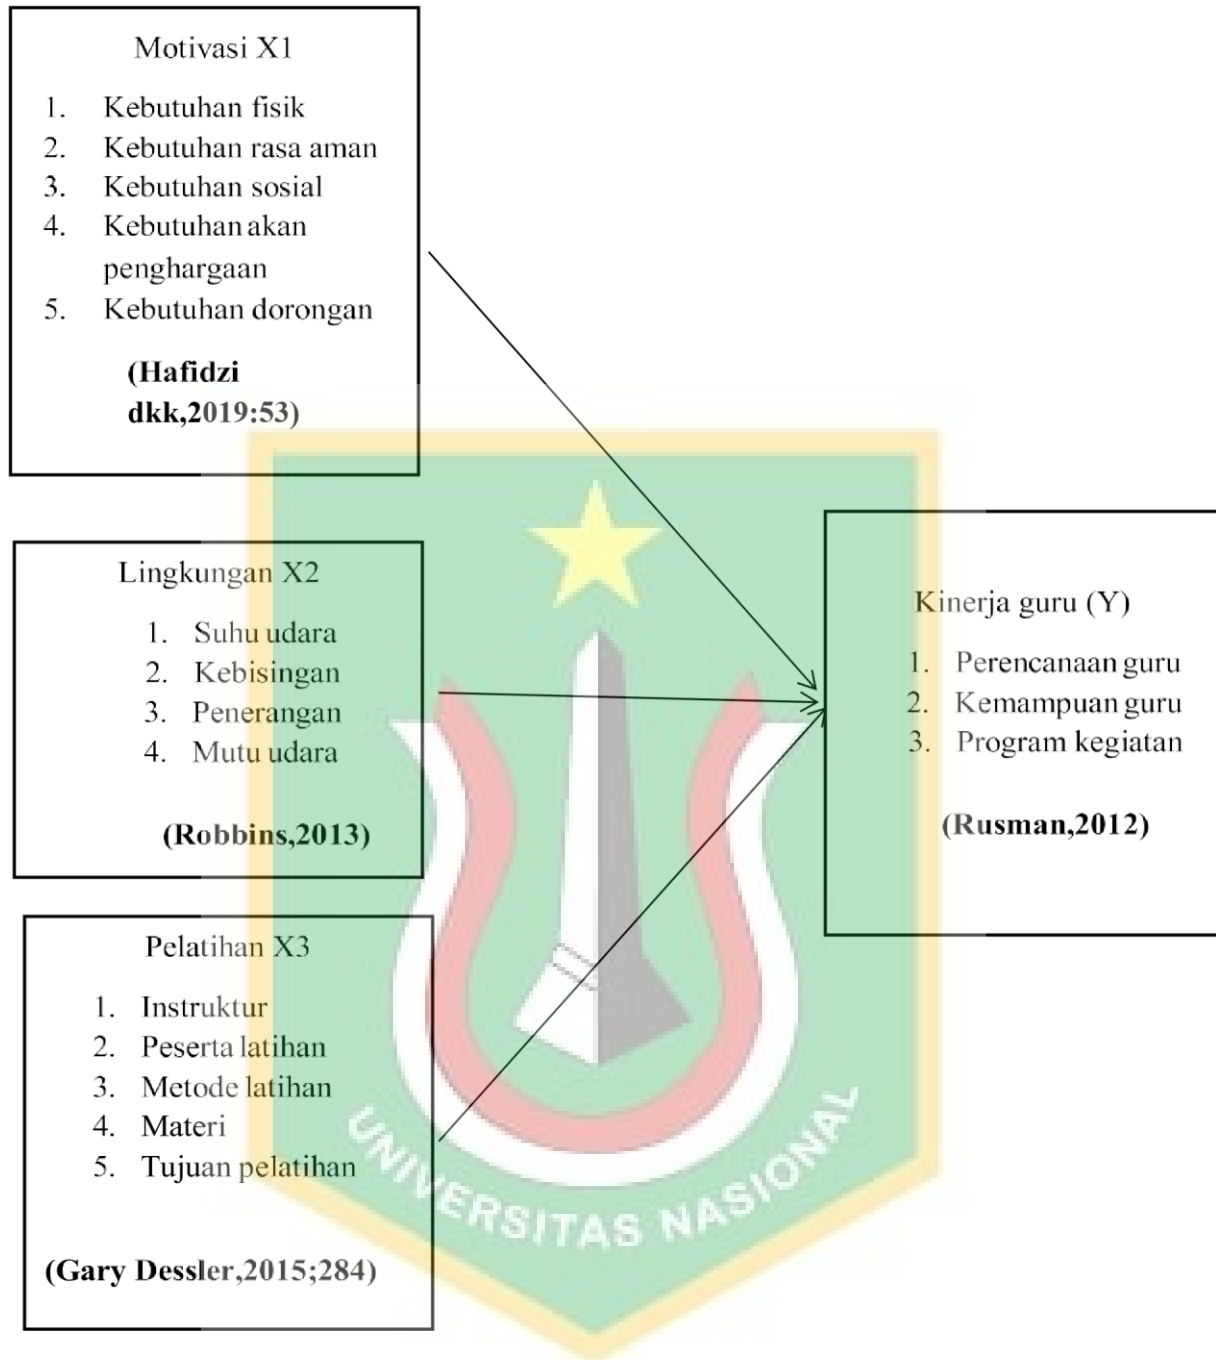 Motivasi X1
1. Kebutuhan fisik
2. Kebutuhan rasa aman
3. Kebutuhan sosial
4. Kebutuhan akan
penghargaan
5. Kebutuhan dorongan
(Hafidzi
dkk,2019:53)
Lingkungan X2
1. Suhu udara
2. Kebisingan
3. Penerangan
4. Mutu udara
(Robbins,2013)
Pelatihan X3
1. Instruktur
2. Peserta latihan
3. Metode latihan
4. Materi
5. Tujuan pelatihan
(Gary Dessler,2015;284)
Kinerja guru (Y)
1. Perencanaan guru
2. Kemampuan guru
3. Program kegiatan
(Rusman,2012)
UNIVERSITAS NASIONAL